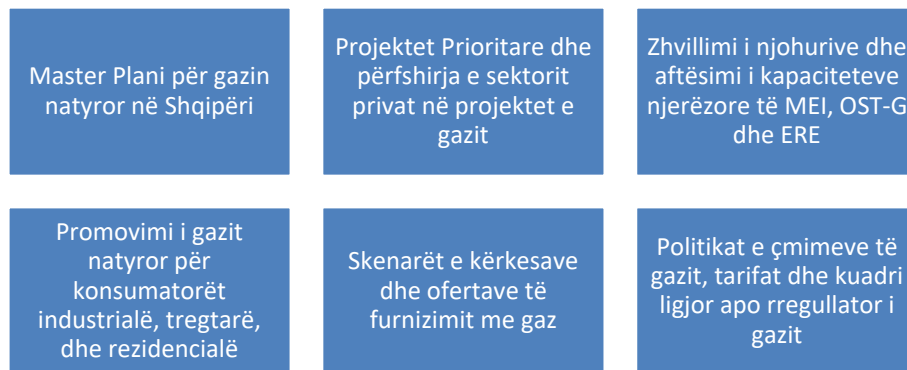 Master Plani për gazin
natyror në Shqipëri
Projektet Prioritare dhe
përfshirja e sektorit
privat në projektet e
gazit
Zhvillimi i njohurive dhe
aftësimi i kapaciteteve
njerëzore të MEI, OST-G
dhe ERE
Promovimi i gazit
natyror për
konsumatorët
industrialë, tregtarë,
dhe rezidencialë
Skenarët e kërkesave
dhe ofertave të
furnizimit me gaz
Politikat e çmimeve të
gazit, tarifat dhe kuadri
ligjor apo rregullator i
gazit